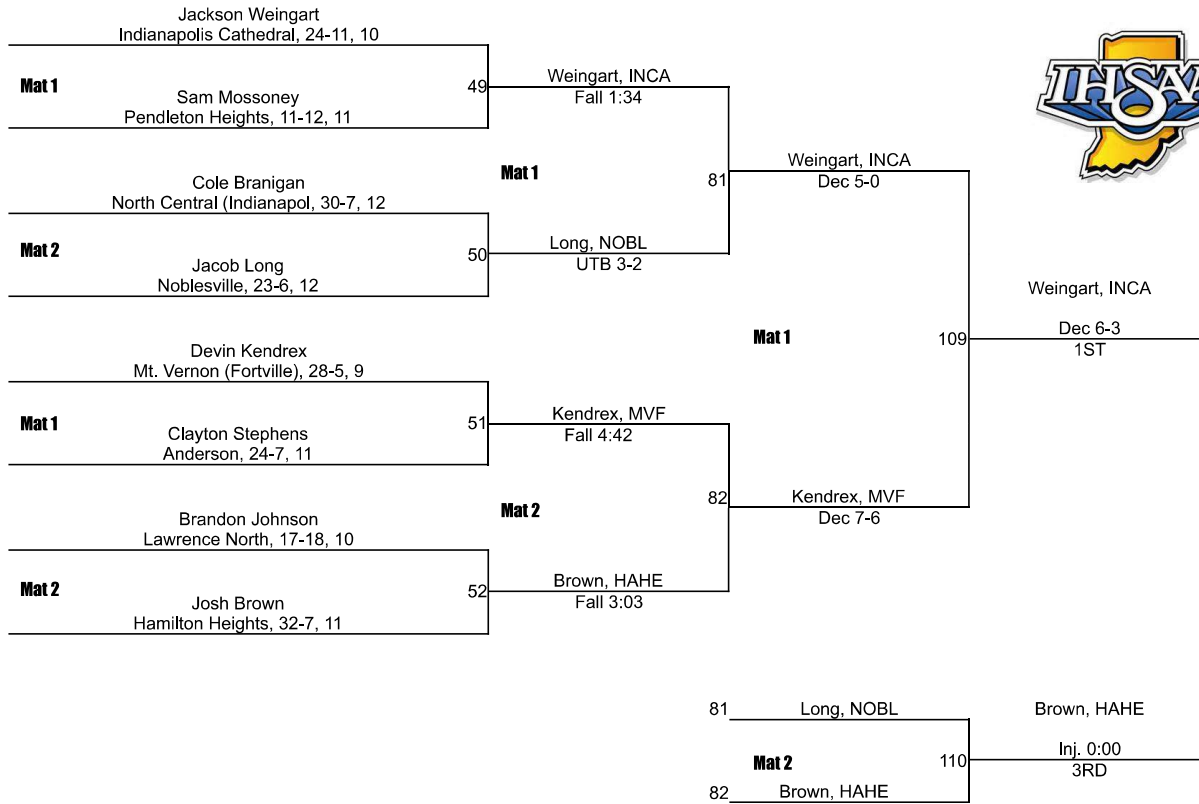 Jackson Weingart
Indianapolis Cathedral, 24-11, 10
Mat 1
Sam Mossoney
Pendleton Heights, 11-12, 11
49
Weingart, INCA
Fall 1:34
Cole Branigan
North Central (Indianapol, 30-7, 12
Mat 2
Jacob Long
Noblesville, 23-6, 12
50
Long, NOBL
UTB 3-2
Mat 1
81
Weingart, INCA
Dec 5-0
Devin Kendrex
Mt. Vernon (Fortville), 28-5, 9
Mat 1
Clayton Stephens
Anderson, 24-7, 11
51
Kendrex, MVF
Fall 4:42
Brandon Johnson
Lawrence North, 17-18, 10
Mat 2
Josh Brown
Hamilton Heights, 32-7, 11
52
Brown, HAHE
Fall 3:03
Mat 2
82
Kendrex, MVF
Dec 7-6
Mat 1
109
Weingart, INCA
Dec 6-3
1ST
IHSAA
81
Long, NOBL
Mat 2
82
Brown, HAHE
110
Brown, HAHE
Inj. 0:00
3RD